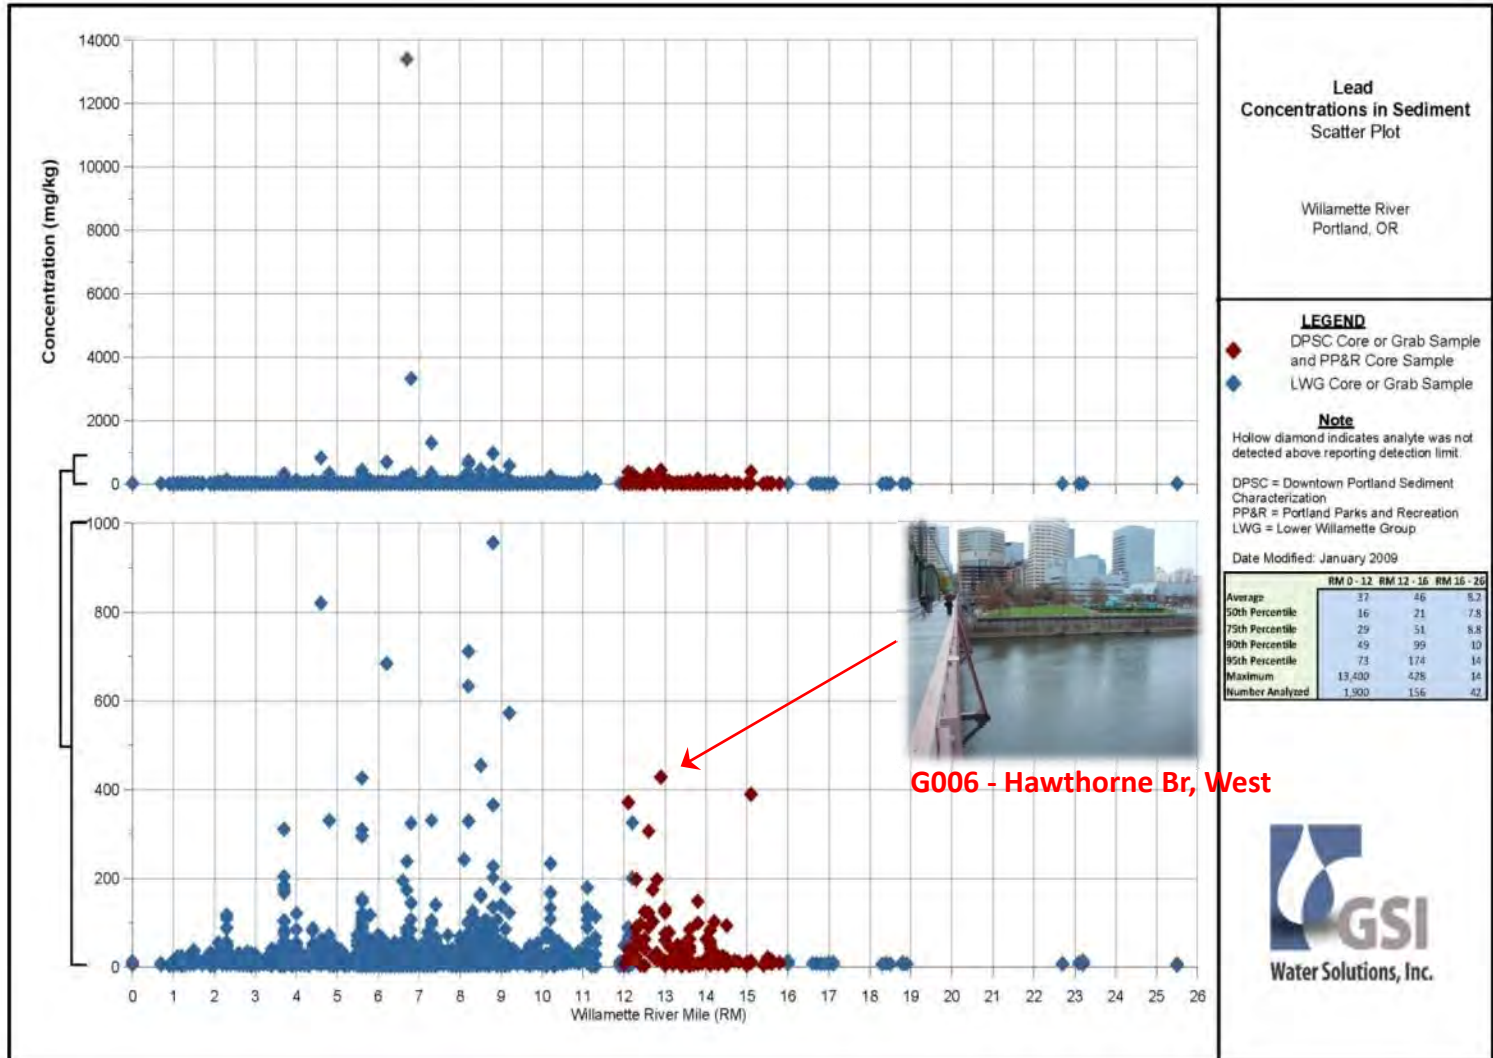 Concentration (mg/kg)
14000
12000
10000
8000
6000
4000
2000
0
1000
800
600
400
200
0
0 1 2 3 4 5 6 7 8 9 10 11 12 13 14 15 16 17 18 19 20 21 22 23 24 25 26
Willamette River Mile (RM)
G006 - Hawthorne Br, West
Lead
Concentrations in Sediment
Scatter Plot
Willamette River
Portland, OR
LEGEND
DPSC Core or Grab Sample
and PP&R Core Sample
LWG Core or Grab Sample
Note
Hollow diamond indicates analyte was not
detected above reporting detection limit
DPSC = Downtown Portland Sediment
Characterization
PP&R = Portland Parks and Recreation
LWG = Lower Willamette Group
Date Modified: January 2009
RM 0 - 12 RM 12 - 16 RM 16 - 26
Average 37 46 8.2
50th Percentile 16 21 7.8
75th Percentile 29 51 8.8
90th Percentile 49 99 10
95th Percentile 73 174 14
Maximum 13,400 428 14
Number Analyzed 1,900 156 42
GSI
Water Solutions, Inc.